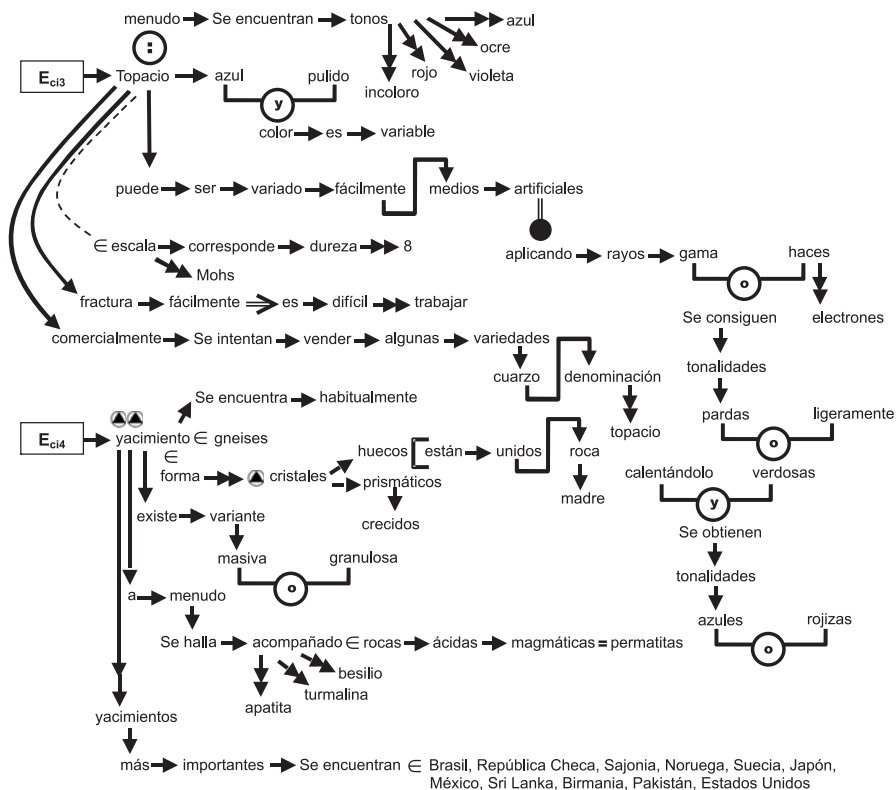 menudo Se encuentran tonos azul
ocre
rojo
violeta
incoloro
:
E_ci3 Topacio azul pulido
y
color es variable
puede ser variado fácilmente medios artificiales
∈ escala corresponde dureza 8
Mohs
aplicando rayos gama haces
o
fractura fácilmente es difícil trabajar
Se consiguen electrones
comercialmente Se intentan vender algunas variedades
tonalidades
cuarzo denominación
pardas ligeramente
o
topacio
Se encuentra habitualmente
E_ci4 yacimiento ∈ gneises
∈
huecos están unidos roca
forma cristales prismáticos
madre
calentándolo verdosas
y
crecidos
existe variante
Se obtienen
masiva granulosa
o
tonalidades
a menudo
azules rojizas
o
Se halla acompañado ∈ rocas ácidas magmáticas = permatitas
besilio
turmalina
apatita
yacimientos
más importantes Se encuentran ∈ Brasil, República Checa, Sajonia, Noruega, Suecia, Japón,
México, Sri Lanka, Birmania, Pakistán, Estados Unidos